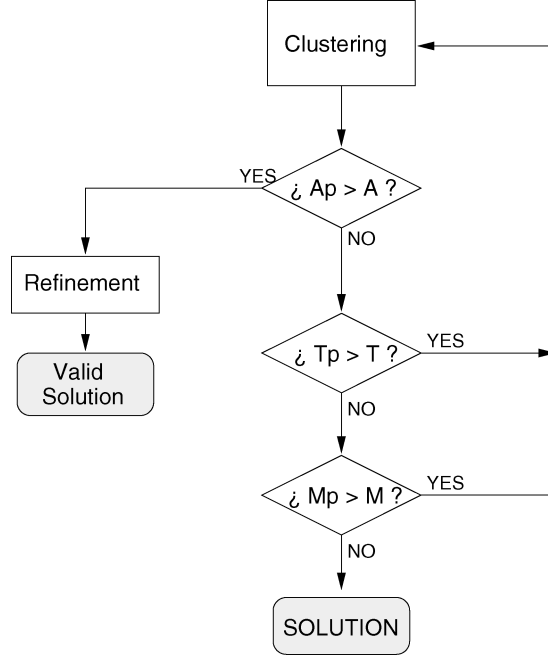 Clustering
YES
¿ Ap > A ?
NO
Refinement
¿ Tp > T ?
YES
Valid
Solution
NO
¿ Mp > M ?
YES
NO
SOLUTION